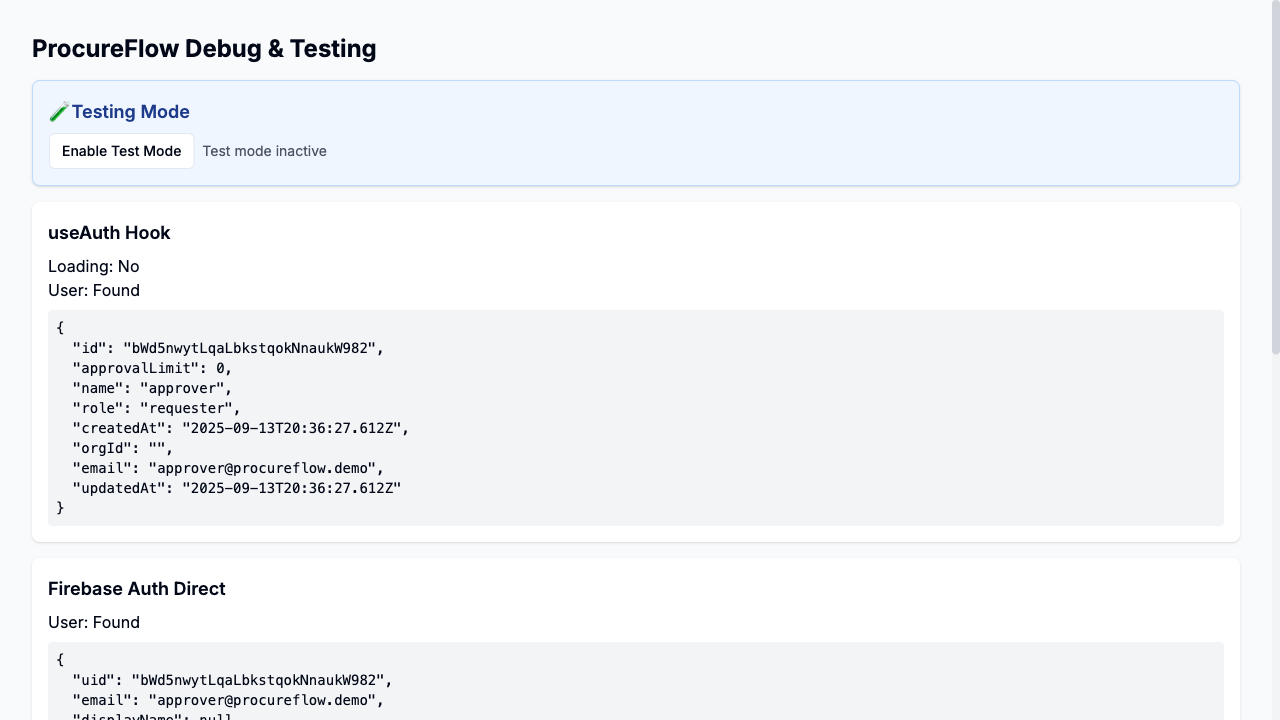 ProcureFlow Debug & Testing
Testing Mode
Enable Test Mode Test mode inactive
useAuth Hook
Loading: No
User: Found
{
  "id": "bWd5nwytLqaLbkstqokNnaukW982",
  "approvalLimit": 0,
  "name": "approver",
  "role": "requester",
  "createdAt": "2025-09-13T20:36:27.612Z",
  "orgId": "",
  "email": "approver@procureflow.demo",
  "updatedAt": "2025-09-13T20:36:27.612Z"
}
Firebase Auth Direct
User: Found
{
  "uid": "bWd5nwytLqaLbkstqokNnaukW982",
  "email": "approver@procureflow.demo",
  "displayName": null